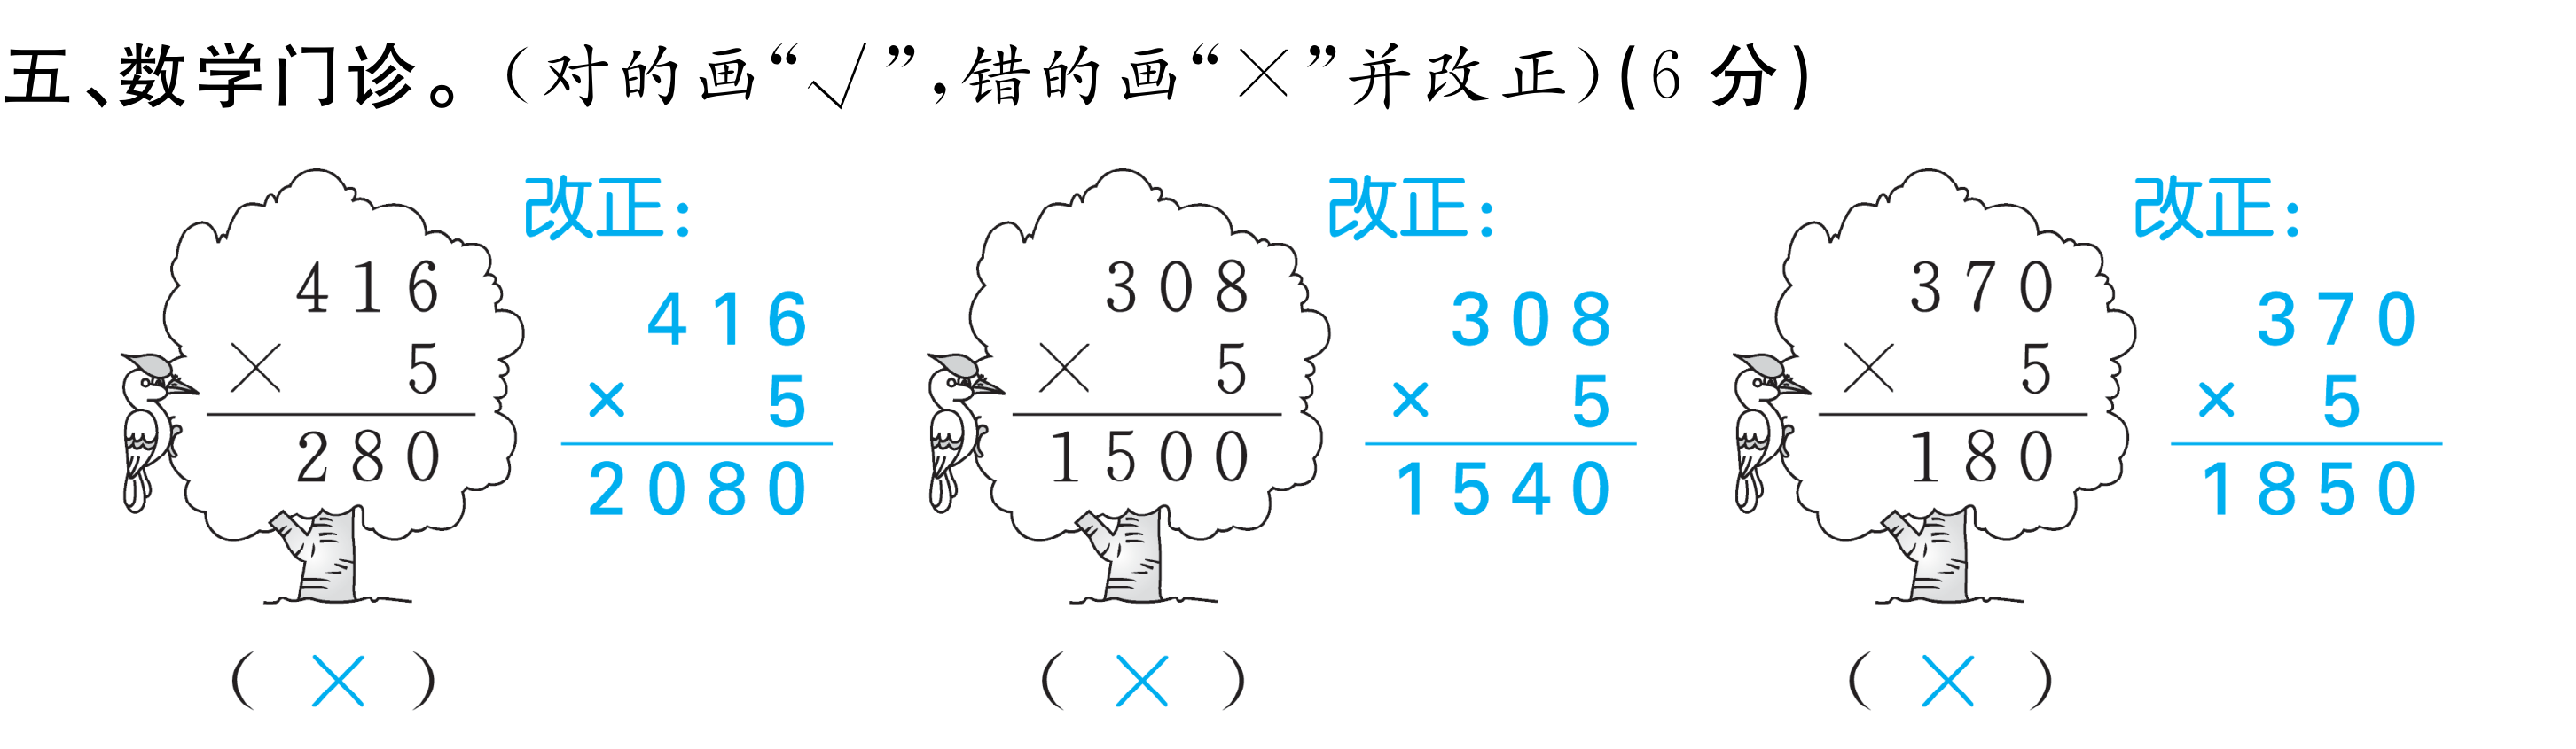 五、数学门诊。(对的画“√”,错的画“×”并改正)(6 分)
改正: 改正: 改正:
416 308 370
416 308 370
× 5 × 5 × 5
× 5 × 5 × 5
280 1500 180
2080 1540 1850
( × ) ( × ) ( × )